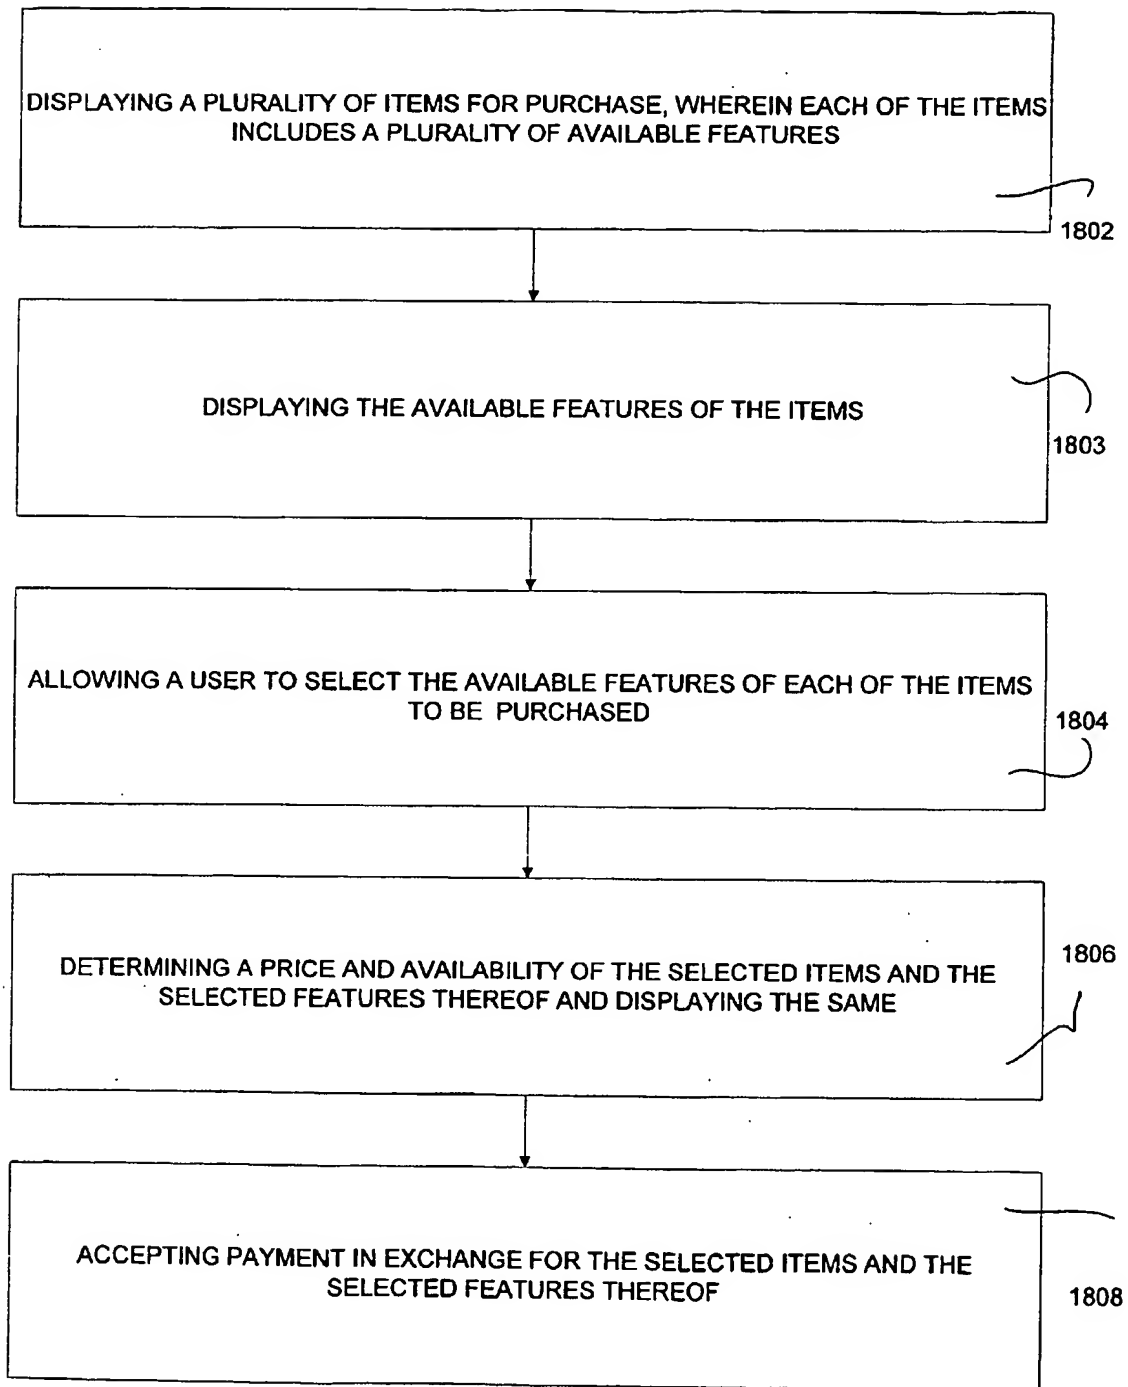 DISPLAYING A PLURALITY OF ITEMS FOR PURCHASE, WHEREIN EACH OF THE ITEMS
INCLUDES A PLURALITY OF AVAILABLE FEATURES
1802
DISPLAYING THE AVAILABLE FEATURES OF THE ITEMS
1803
ALLOWING A USER TO SELECT THE AVAILABLE FEATURES OF EACH OF THE ITEMS
TO BE PURCHASED
1804
DETERMINING A PRICE AND AVAILABILITY OF THE SELECTED ITEMS AND THE
SELECTED FEATURES THEREOF AND DISPLAYING THE SAME
1806
ACCEPTING PAYMENT IN EXCHANGE FOR THE SELECTED ITEMS AND THE
SELECTED FEATURES THEREOF
1808